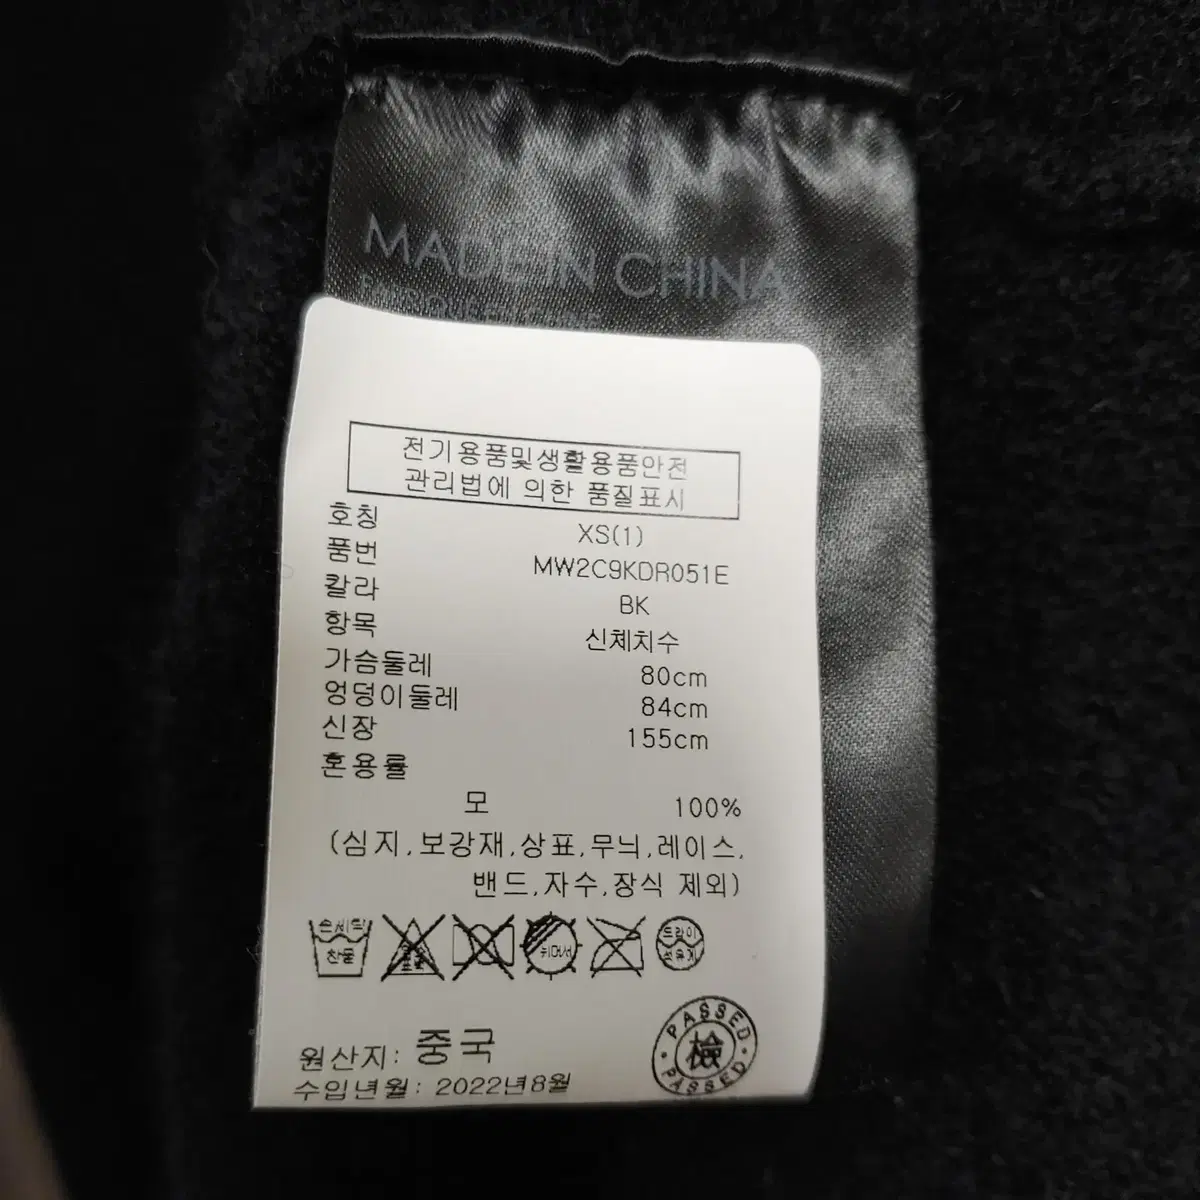 MADE IN CHINA
전기용품및생활용품안전
관리법에 의한 품질표시
호칭 XS(1)
품번 MW2C9KDR051E
칼라 BK
항목 신체치수
가슴둘레 80cm
엉덩이둘레 84cm
신장 155cm
혼용률
모 100%
(심지,보강재,상표,무늬,레이스,
밴드,자수,장식 제외)
손세탁 찬물 뉘여서 드라이 석유계
원산지: 중국
수입년월: 2022년8월
PASSED 檢 PASSED